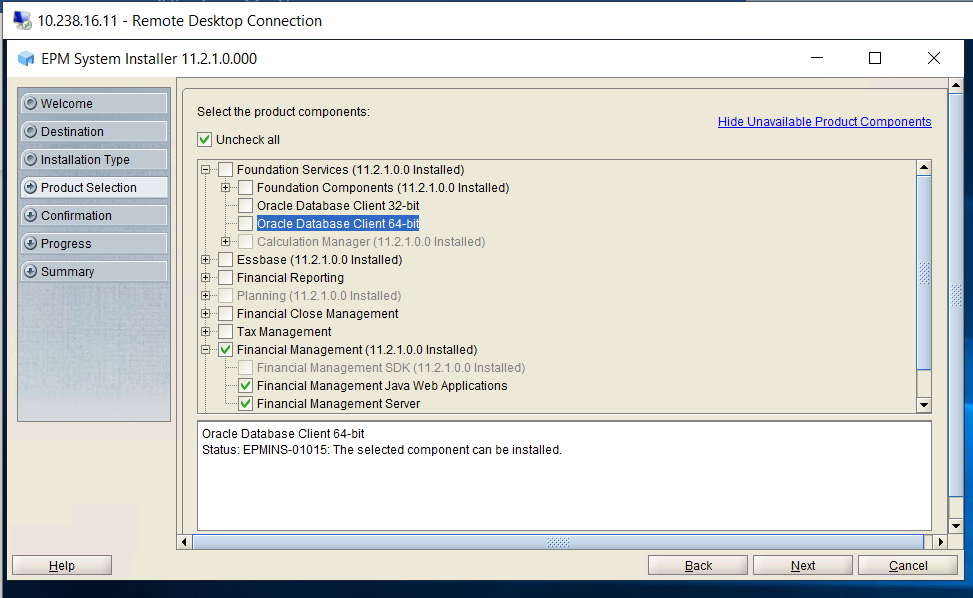 10.238.16.11 - Remote Desktop Connection
EPM System Installer 11.2.1.0.000
Welcome
Destination
Installation Type
Product Selection
Confirmation
Progress
Summary
Select the product components:
Hide Unavailable Product Components
Uncheck all
Foundation Services (11.2.1.0.0 Installed)
Foundation Components (11.2.1.0.0 Installed)
Oracle Database Client 32-bit
Oracle Database Client 64-bit
Calculation Manager (11.2.1.0.0 Installed)
Essbase (11.2.1.0.0 Installed)
Financial Reporting
Planning (11.2.1.0.0 Installed)
Financial Close Management
Tax Management
Financial Management (11.2.1.0.0 Installed)
Financial Management SDK (11.2.1.0.0 Installed)
Financial Management Java Web Applications
Financial Management Server
Oracle Database Client 64-bit
Status: EPMINS-01015: The selected component can be installed.
Help
Back
Next
Cancel